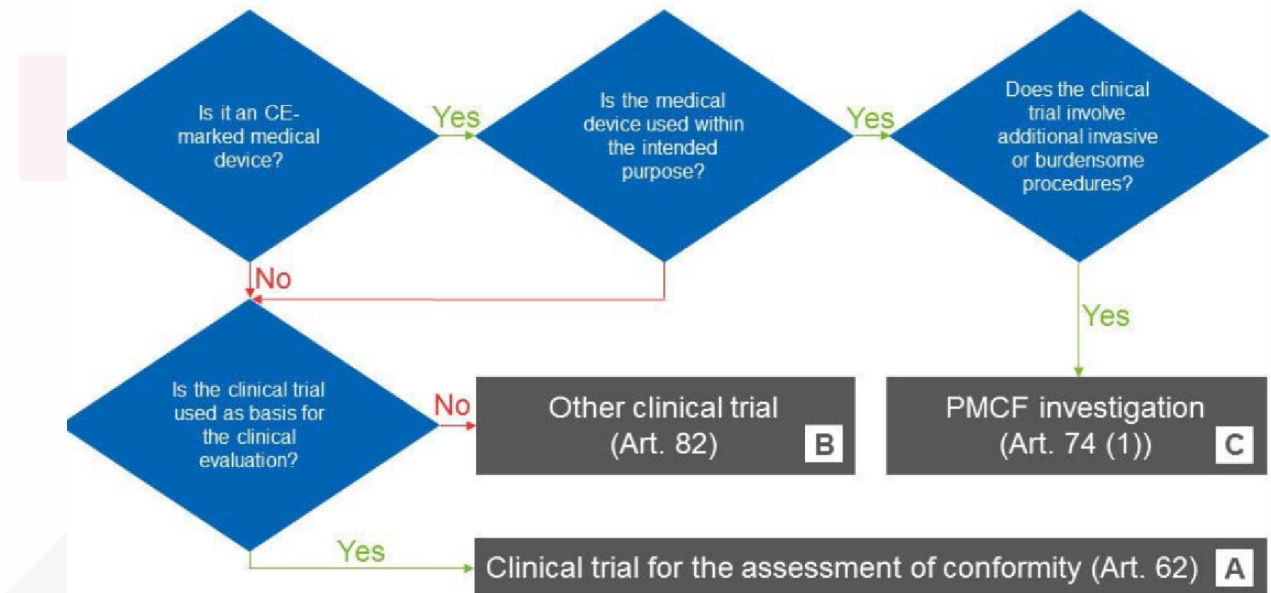 Is it an CE-
marked medical
device?
Yes
Is the medical
device used within
the intended
purpose?
Yes
Does the clinical
trial involve
additional invasive
or burdensome
procedures?
No
Yes
Is the clinical trial
used as basis for
the clinical
evaluation?
No
Other clinical trial
(Art. 82)
B
PMCF investigation
(Art. 74 (1))
C
Yes
Clinical trial for the assessment of conformity (Art. 62)
A